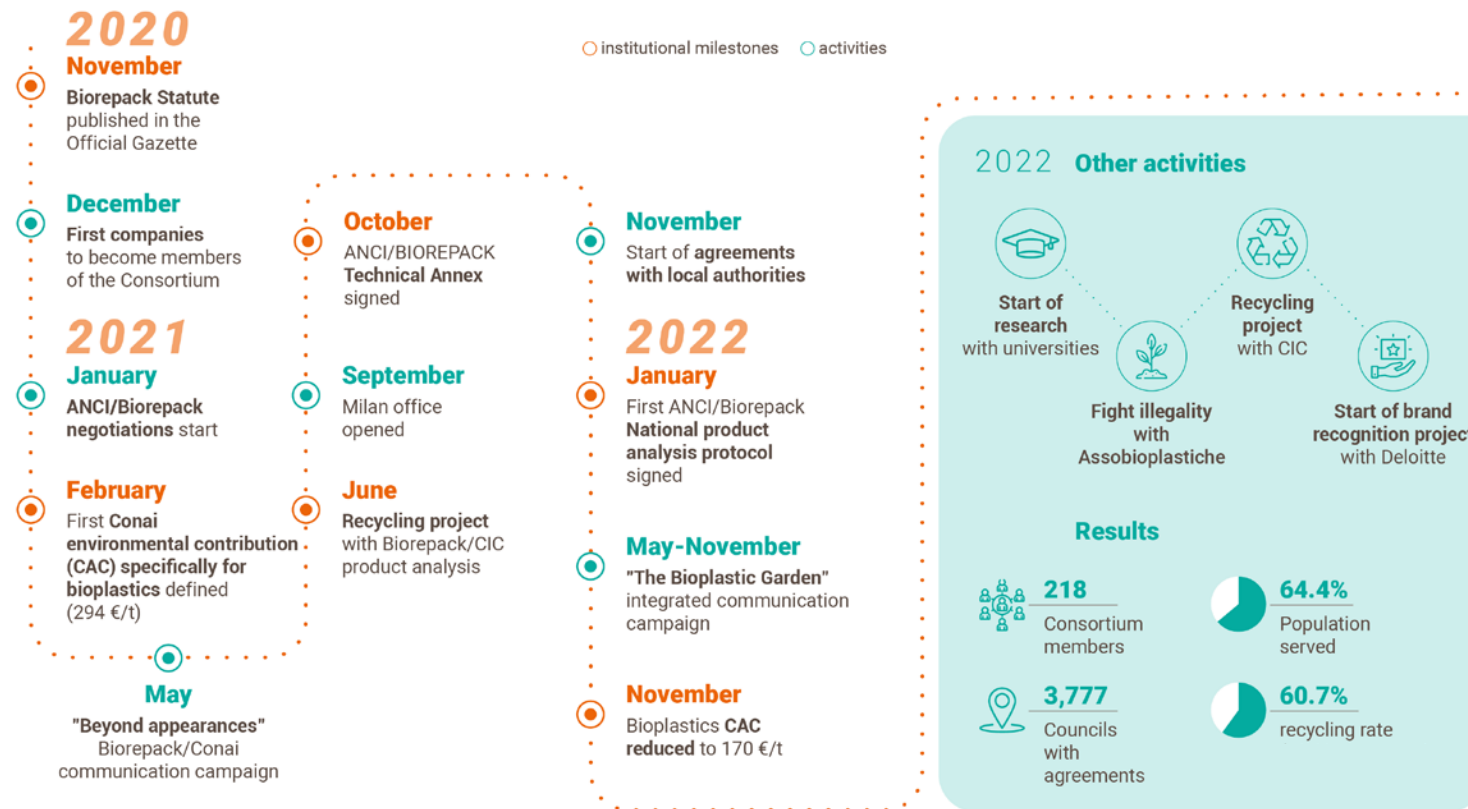 institutional milestones
activities
2020
November
Biorepack Statute
published in the
Official Gazette
December
First companies
to become members
of the Consortium
2021
January
ANCI/Biorepack
negotiations start
February
First Conai
environmental contribution
(CAC) specifically for
bioplastics defined
(294 €/t)
May
"Beyond appearances"
Biorepack/Conai
communication campaign
June
Recycling project
with Biorepack/CIC
product analysis
September
Milan office
opened
October
ANCI/BIOREPACK
Technical Annex
signed
November
Start of agreements
with local authorities
2022
January
First ANCI/Biorepack
National product
analysis protocol
signed
May-November
"The Bioplastic Garden"
integrated communication
campaign
November
Bioplastics CAC
reduced to 170 €/t
2022 Other activities
Start of
research
with universities
Fight illegality
with
Assobioplastiche
Recycling
project
with CIC
Start of brand
recognition project
with Deloitte
Results
218
Consortium
members
64.4%
Population
served
3,777
Councils
with
agreements
60.7%
recycling rate